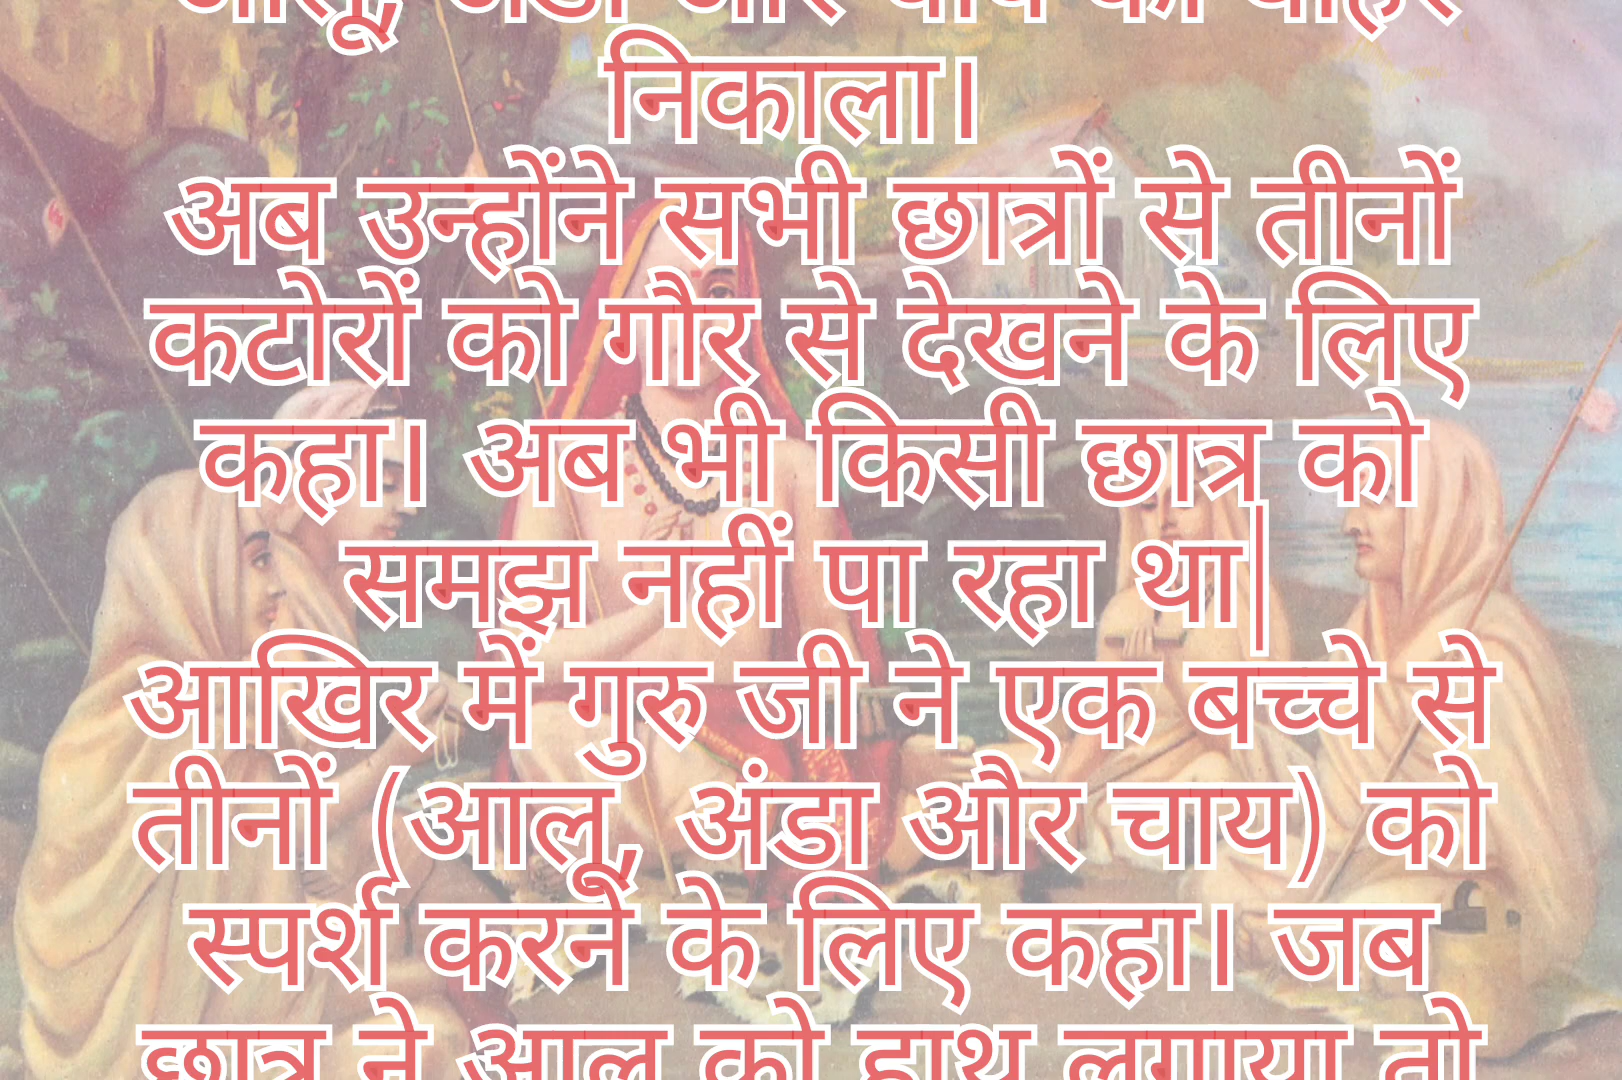 आलू, अंडा और चाय को बाहर
निकाला।
अब उन्होंने सभी छात्रों से तीनों
कटोरों को गौर से देखने के लिए
कहा। अब भी किसी छात्र को
समझ नहीं पा रहा था|
आखिर में गुरु जी ने एक बच्चे से
तीनों (आलू, अंडा और चाय) को
स्पर्श करने के लिए कहा। जब
छात्र ने आलू को हाथ लगाया तो